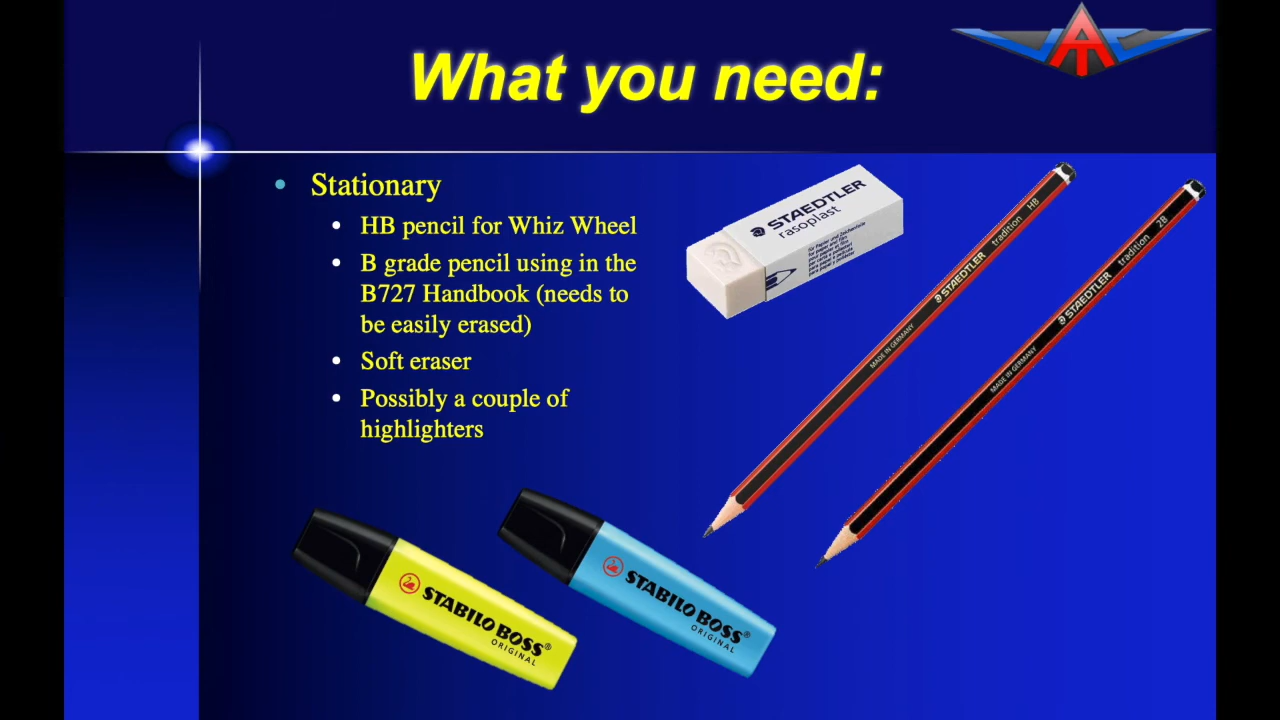 What you need:
Stationary
HB pencil for Whiz Wheel
B grade pencil using in the
B727 Handbook (needs to
be easily erased)
Soft eraser
Possibly a couple of
highlighters
STAEDTLER
rasoplast
STAEDTLER tradition HB
MADE IN GERMANY
STAEDTLER tradition 2B
MADE IN GERMANY
STABILO BOSS®
ORIGINAL
STABILO BOSS®
ORIGINAL